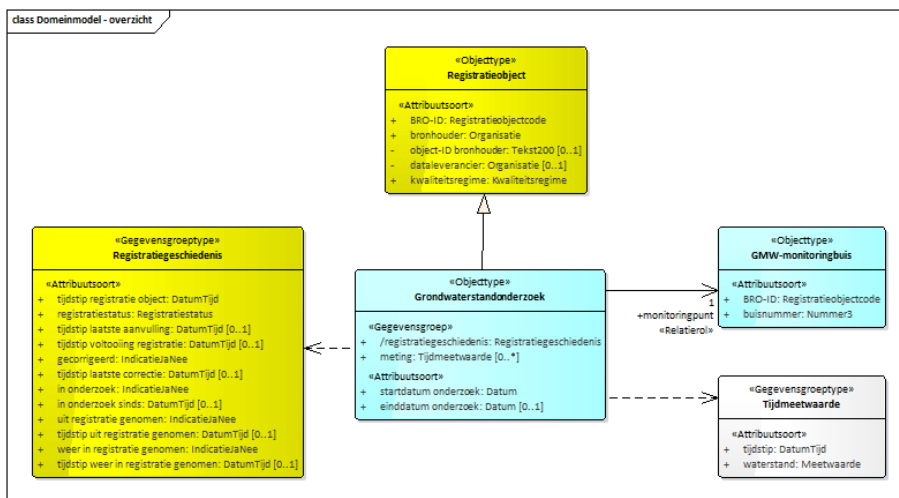 class Domeinmodel - overzicht
«Objecttype»
Registratieobject
«Attribuutsoort»
+ BRO-ID: Registratieobjectcode
+ bronhouder: Organisatie
- object-ID bronhouder: Tekst200 [0..1]
- dataleverancier: Organisatie [0..1]
+ kwaliteitsregime: Kwaliteitsregime
«Gegevensgroeptype»
Registratiegeschiedenis
«Attribuutsoort»
+ tijdstip registratie object: DatumTijd
+ registratiestatus: Registratiestatus
+ tijdstip laatste aanvulling: DatumTijd [0..1]
+ tijdstip voltooiing registratie: DatumTijd [0..1]
+ gecorrigeerd: IndicatieJaNee
+ tijdstip laatste correctie: DatumTijd [0..1]
+ in onderzoek: IndicatieJaNee
+ in onderzoek sinds: DatumTijd [0..1]
+ uit registratie genomen: IndicatieJaNee
+ tijdstip uit registratie genomen: DatumTijd [0..1]
+ weer in registratie genomen: IndicatieJaNee
+ tijdstip weer in registratie genomen: DatumTijd [0..1]
«Objecttype»
Grondwaterstandonderzoek
«Gegevensgroep»
+ /registratiegeschiedenis: Registratiegeschiedenis
+ meting: Tijdmeetwaarde [0..*]
«Attribuutsoort»
+ startdatum onderzoek: Datum
+ einddatum onderzoek: Datum [0..1]
1
+monitoringpunt
«Relatierol»
«Objecttype»
GMW-monitoringbuis
«Attribuutsoort»
+ BRO-ID: Registratieobjectcode
+ buisnummer: Nummer3
«Gegevensgroeptype»
Tijdmeetwaarde
«Attribuutsoort»
+ tijdstip: DatumTijd
+ waterstand: Meetwaarde